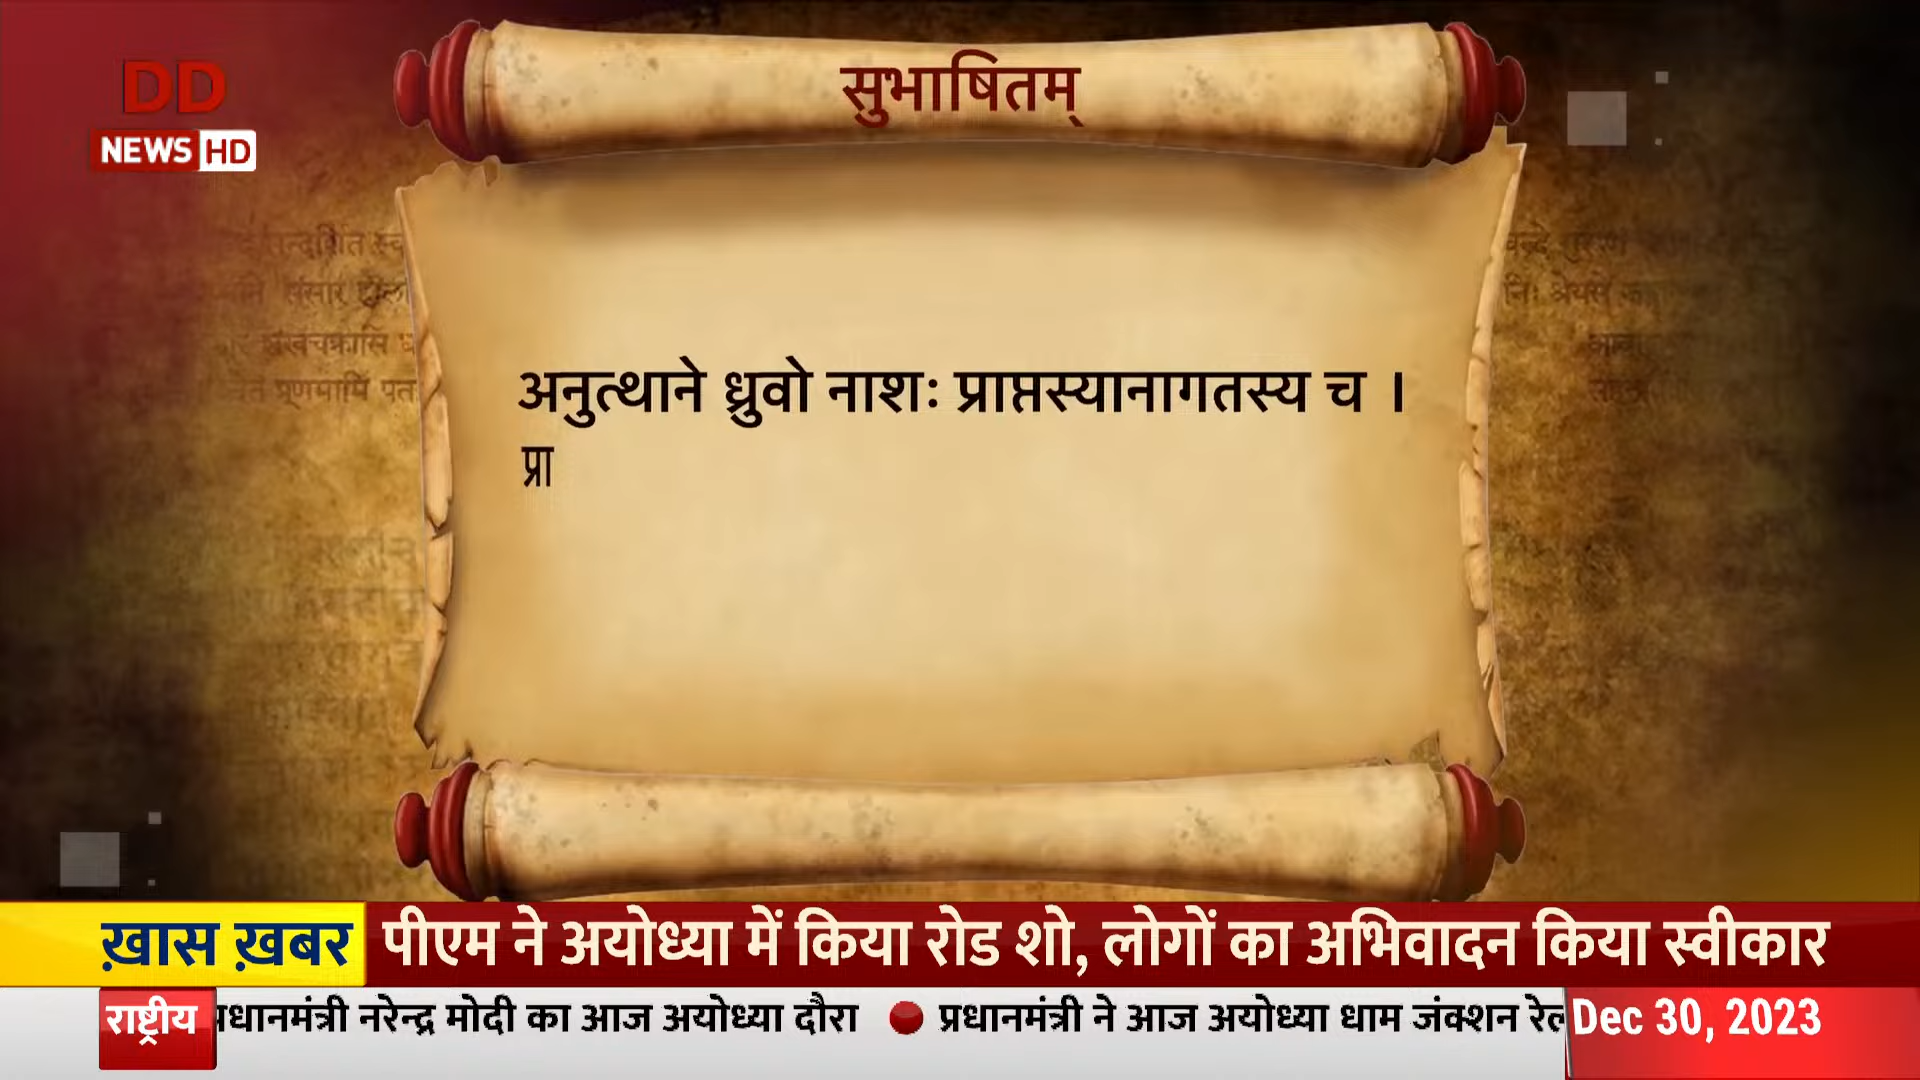 सुभाषितम्
DD
NEWS HD
अनुत्थाने ध्रुवो नाशः प्राप्तस्यानागतस्य च ।
प्रा
ख़ास ख़बर
पीएम ने अयोध्या में किया रोड शो, लोगों का अभिवादन किया स्वीकार
राष्ट्रीय
प्रधानमंत्री नरेन्द्र मोदी का आज अयोध्या दौरा
प्रधानमंत्री ने आज अयोध्या धाम जंक्शन
Dec 30, 2023